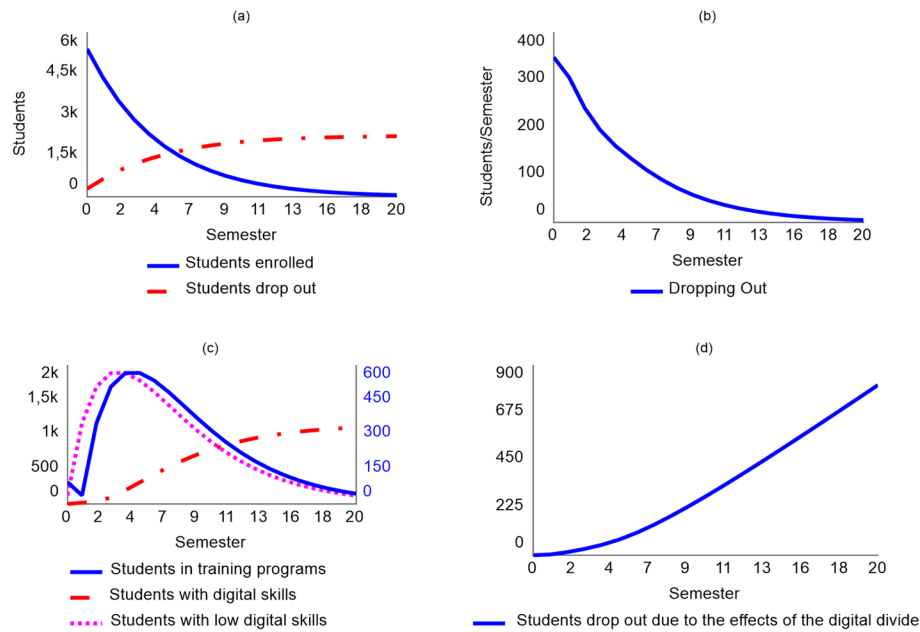 (a)
6k
4,5k
3k
1,5k
0
Students
0 2 4 7 9 11 13 16 18 20
Semester
Students enrolled
Students drop out
(b)
400
300
200
100
0
Students/Semester
0 2 4 7 9 11 13 16 18 20
Semester
Dropping Out
(c)
2k 600
1,5k 450
1k 300
500 150
0 0
0 2 4 7 9 11 13 16 18 20
Semester
Students in training programs
Students with digital skills
Students with low digital skills
(d)
900
675
450
225
0
0 2 4 7 9 11 13 16 18 20
Semester
Students drop out due to the effects of the digital divide